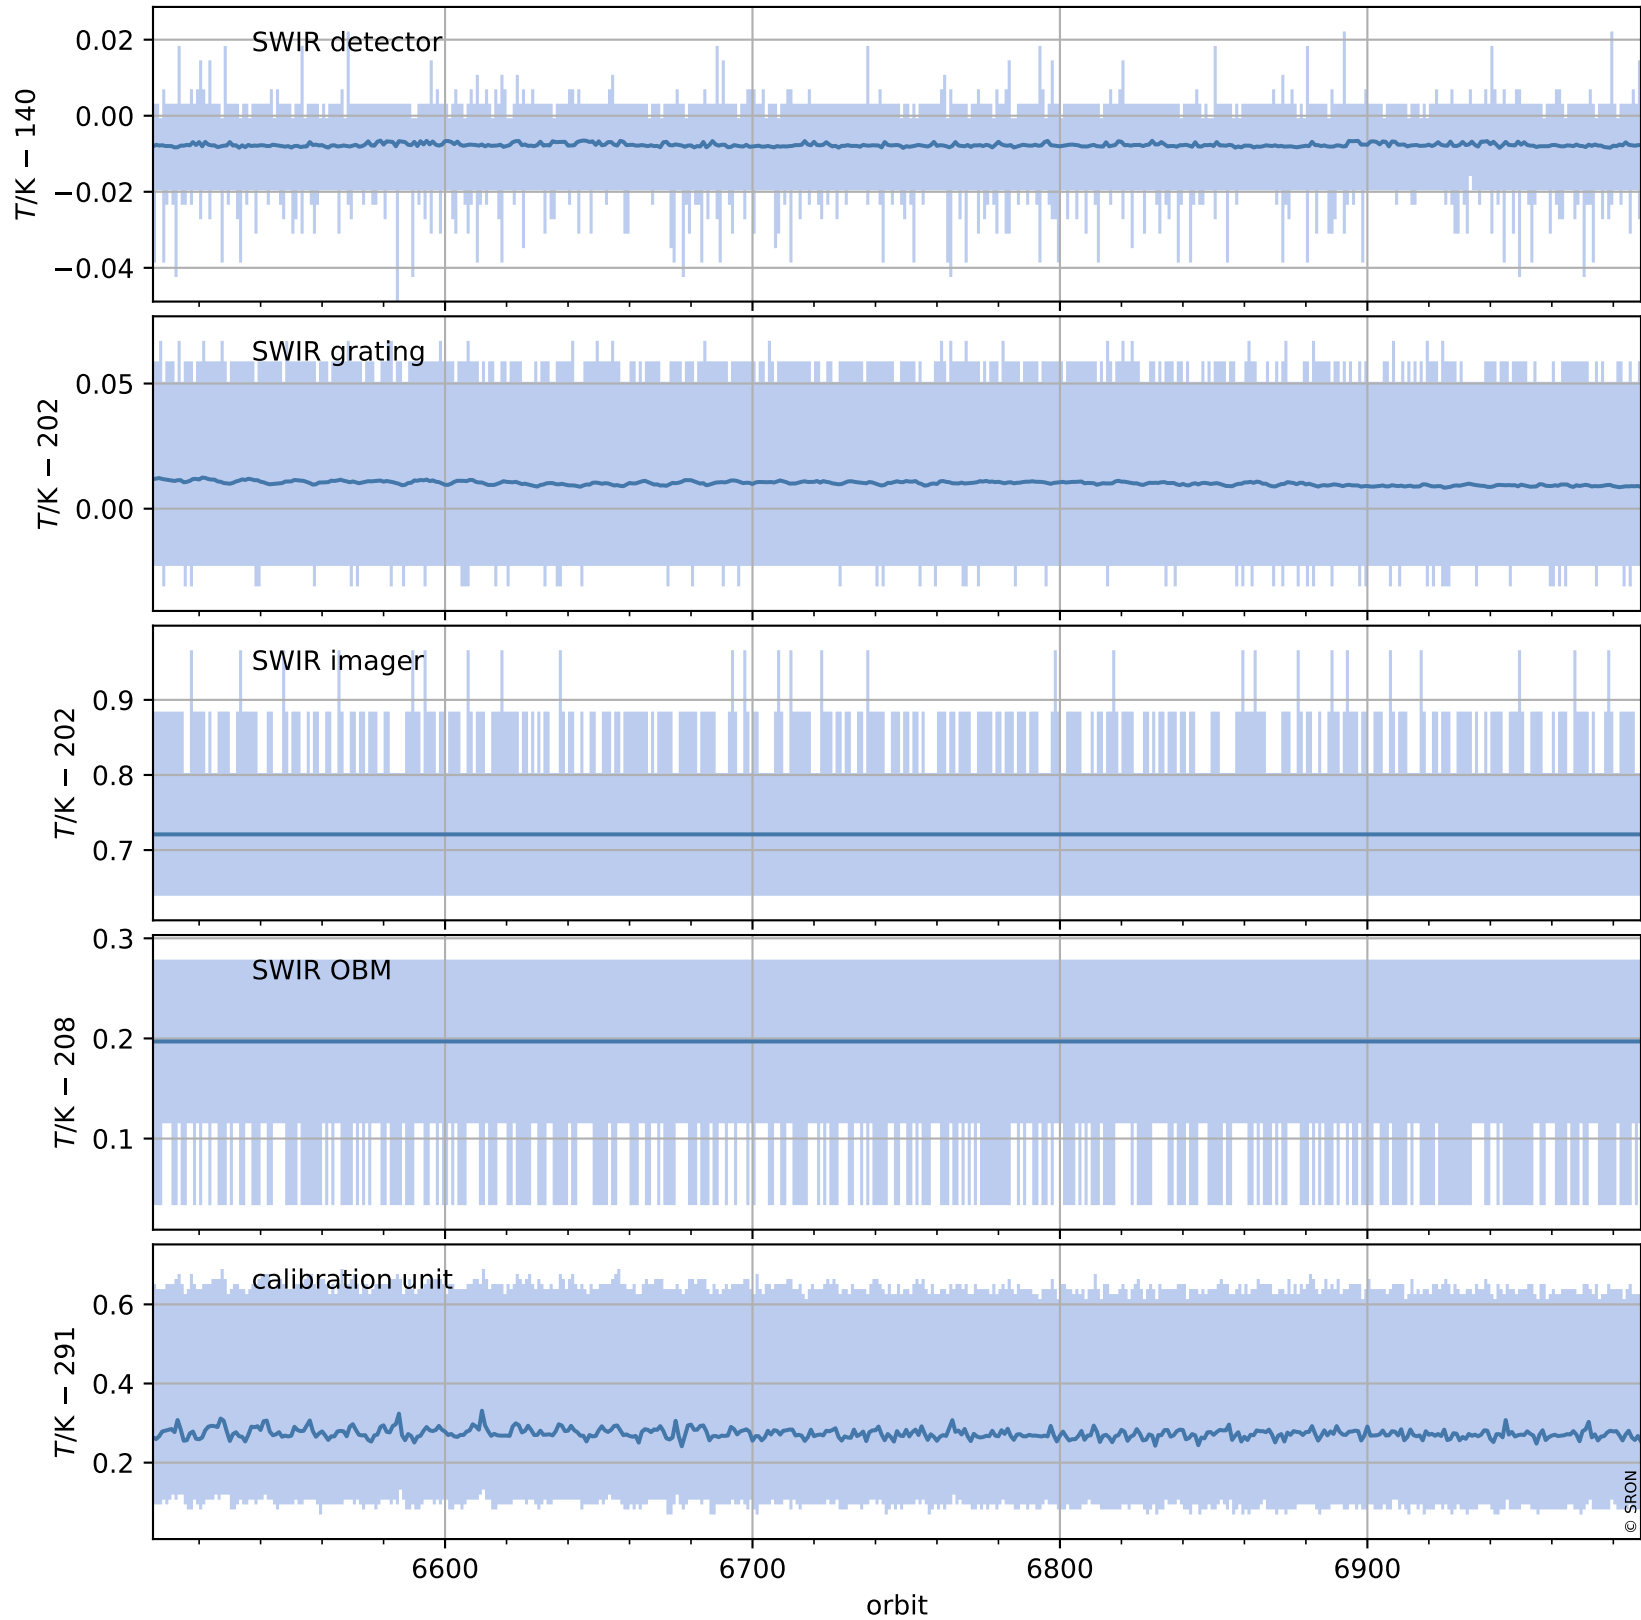 SWIR detector
T/K − 140
0.02
0.00
−0.02
−0.04
SWIR grating
T/K − 202
0.05
0.00
SWIR imager
T/K − 202
0.9
0.8
0.7
SWIR OBM
T/K − 208
0.3
0.2
0.1
calibration unit
T/K − 291
0.6
0.4
0.2
© SRON
6600 6700 6800 6900
orbit